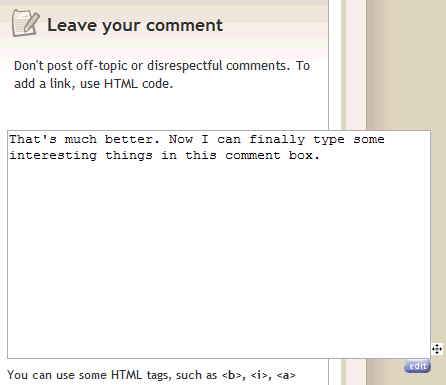 Leave your comment
Don't post off-topic or disrespectful comments. To
add a link, use HTML code.
That's much better. Now I can finally type some
interesting things in this comment box.
edit
You can use some HTML tags, such as <b>, <i>, <a>